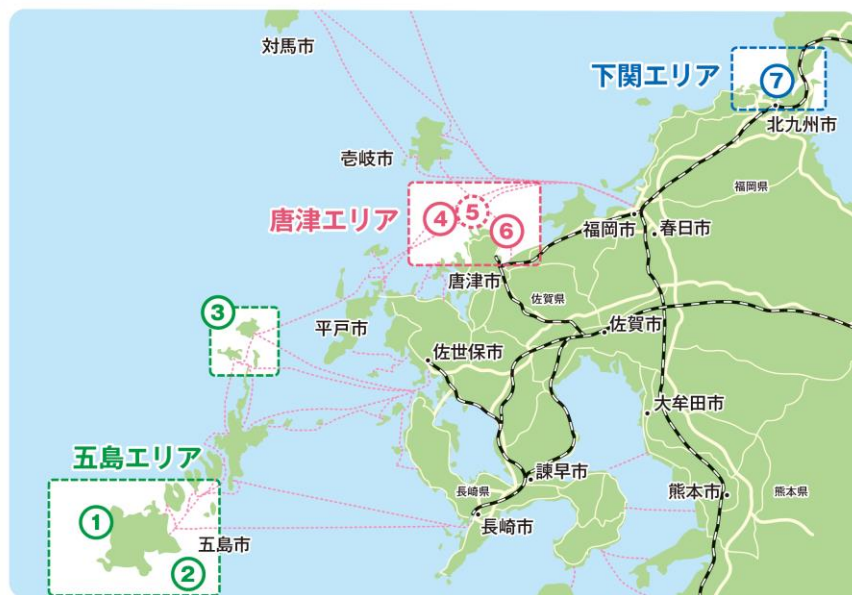 対馬市
下関エリア
⑦
北九州市
壱岐市
福岡県
唐津エリア
④
⑤
⑥
福岡市
春日市
唐津市
佐賀県
③
平戸市
佐賀市
佐世保市
大牟田市
五島エリア
諫早市
長崎県
熊本市
熊本県
①
長崎市
五島市
②